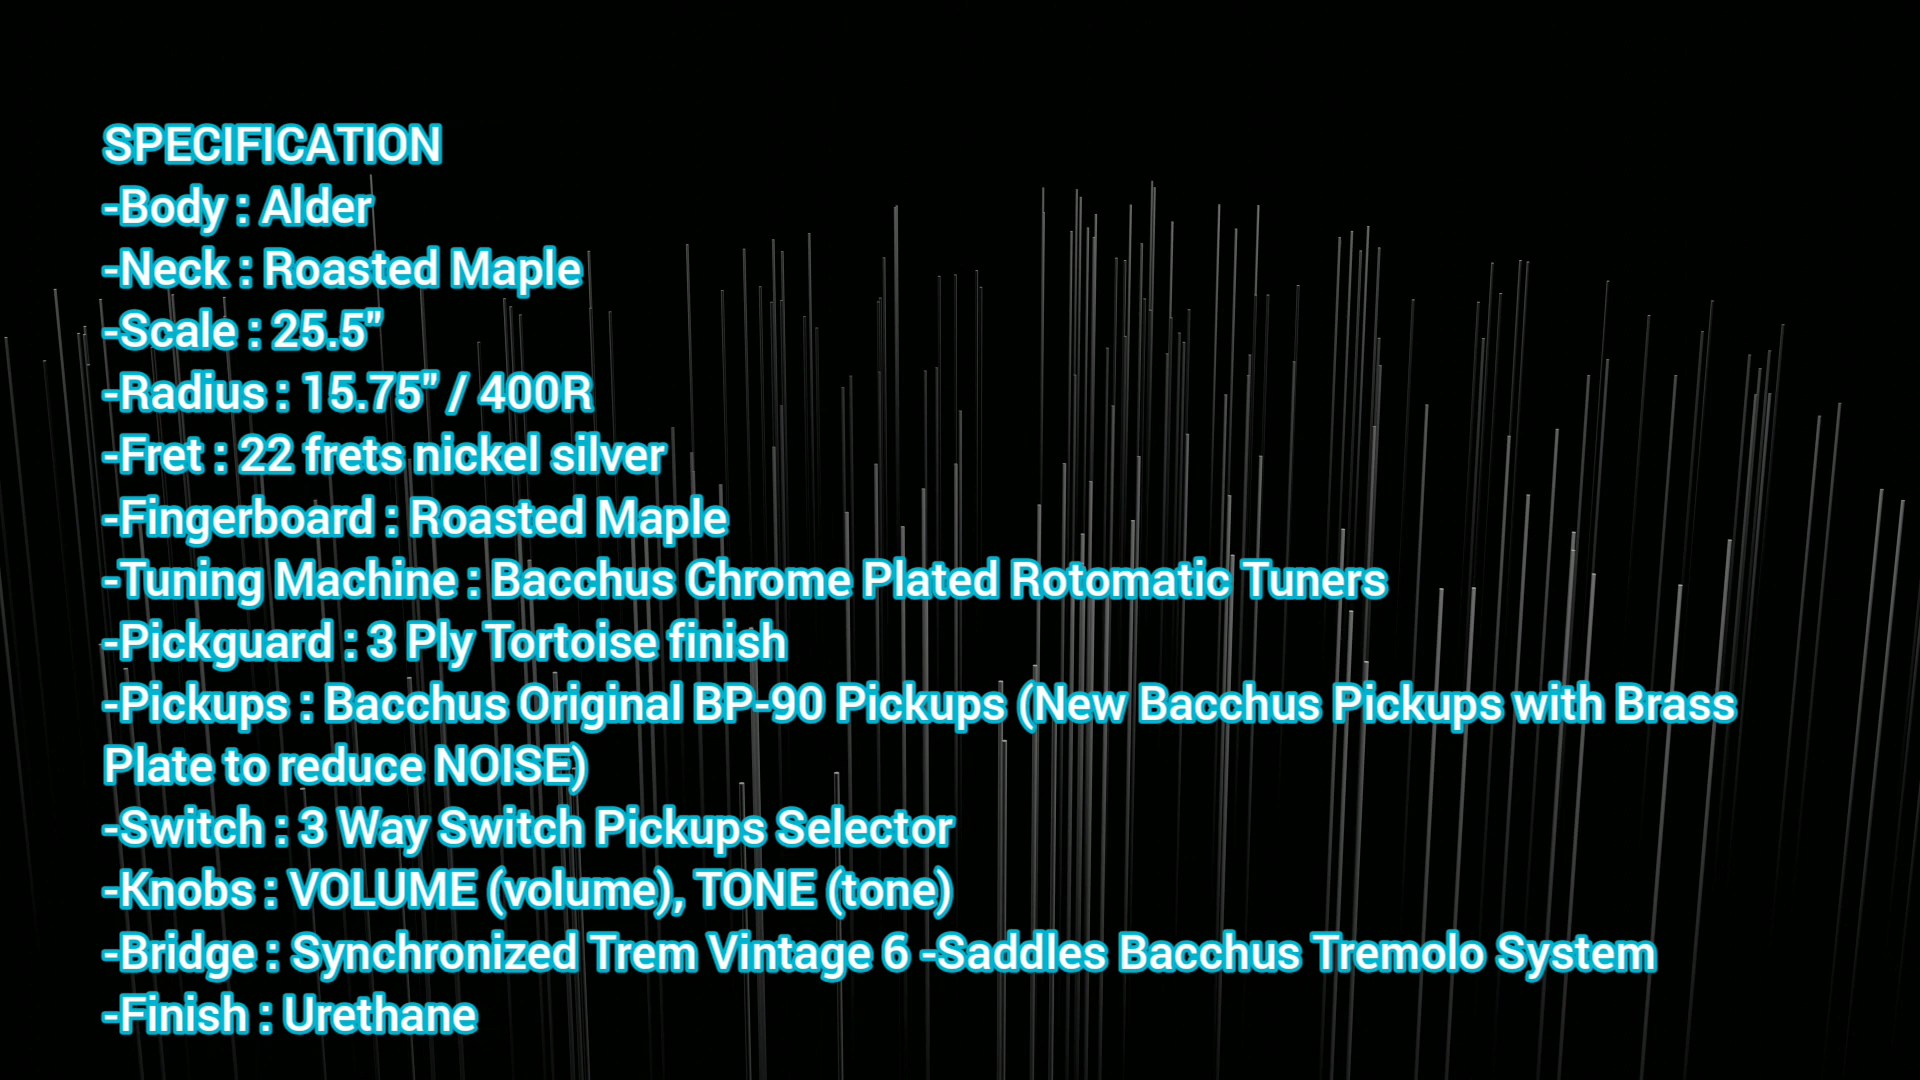 SPECIFICATION
-Body : Alder
-Neck : Roasted Maple
-Scale : 25.5”
-Radius : 15.75” / 400R
-Fret : 22 frets nickel silver
-Fingerboard : Roasted Maple
-Tuning Machine : Bacchus Chrome Plated Rotomatic Tuners
-Pickguard : 3 Ply Tortoise finish
-Pickups : Bacchus Original BP-90 Pickups (New Bacchus Pickups with Brass
Plate to reduce NOISE)
-Switch : 3 Way Switch Pickups Selector
-Knobs : VOLUME (volume), TONE (tone)
-Bridge : Synchronized Trem Vintage 6 -Saddles Bacchus Tremolo System
-Finish : Urethane